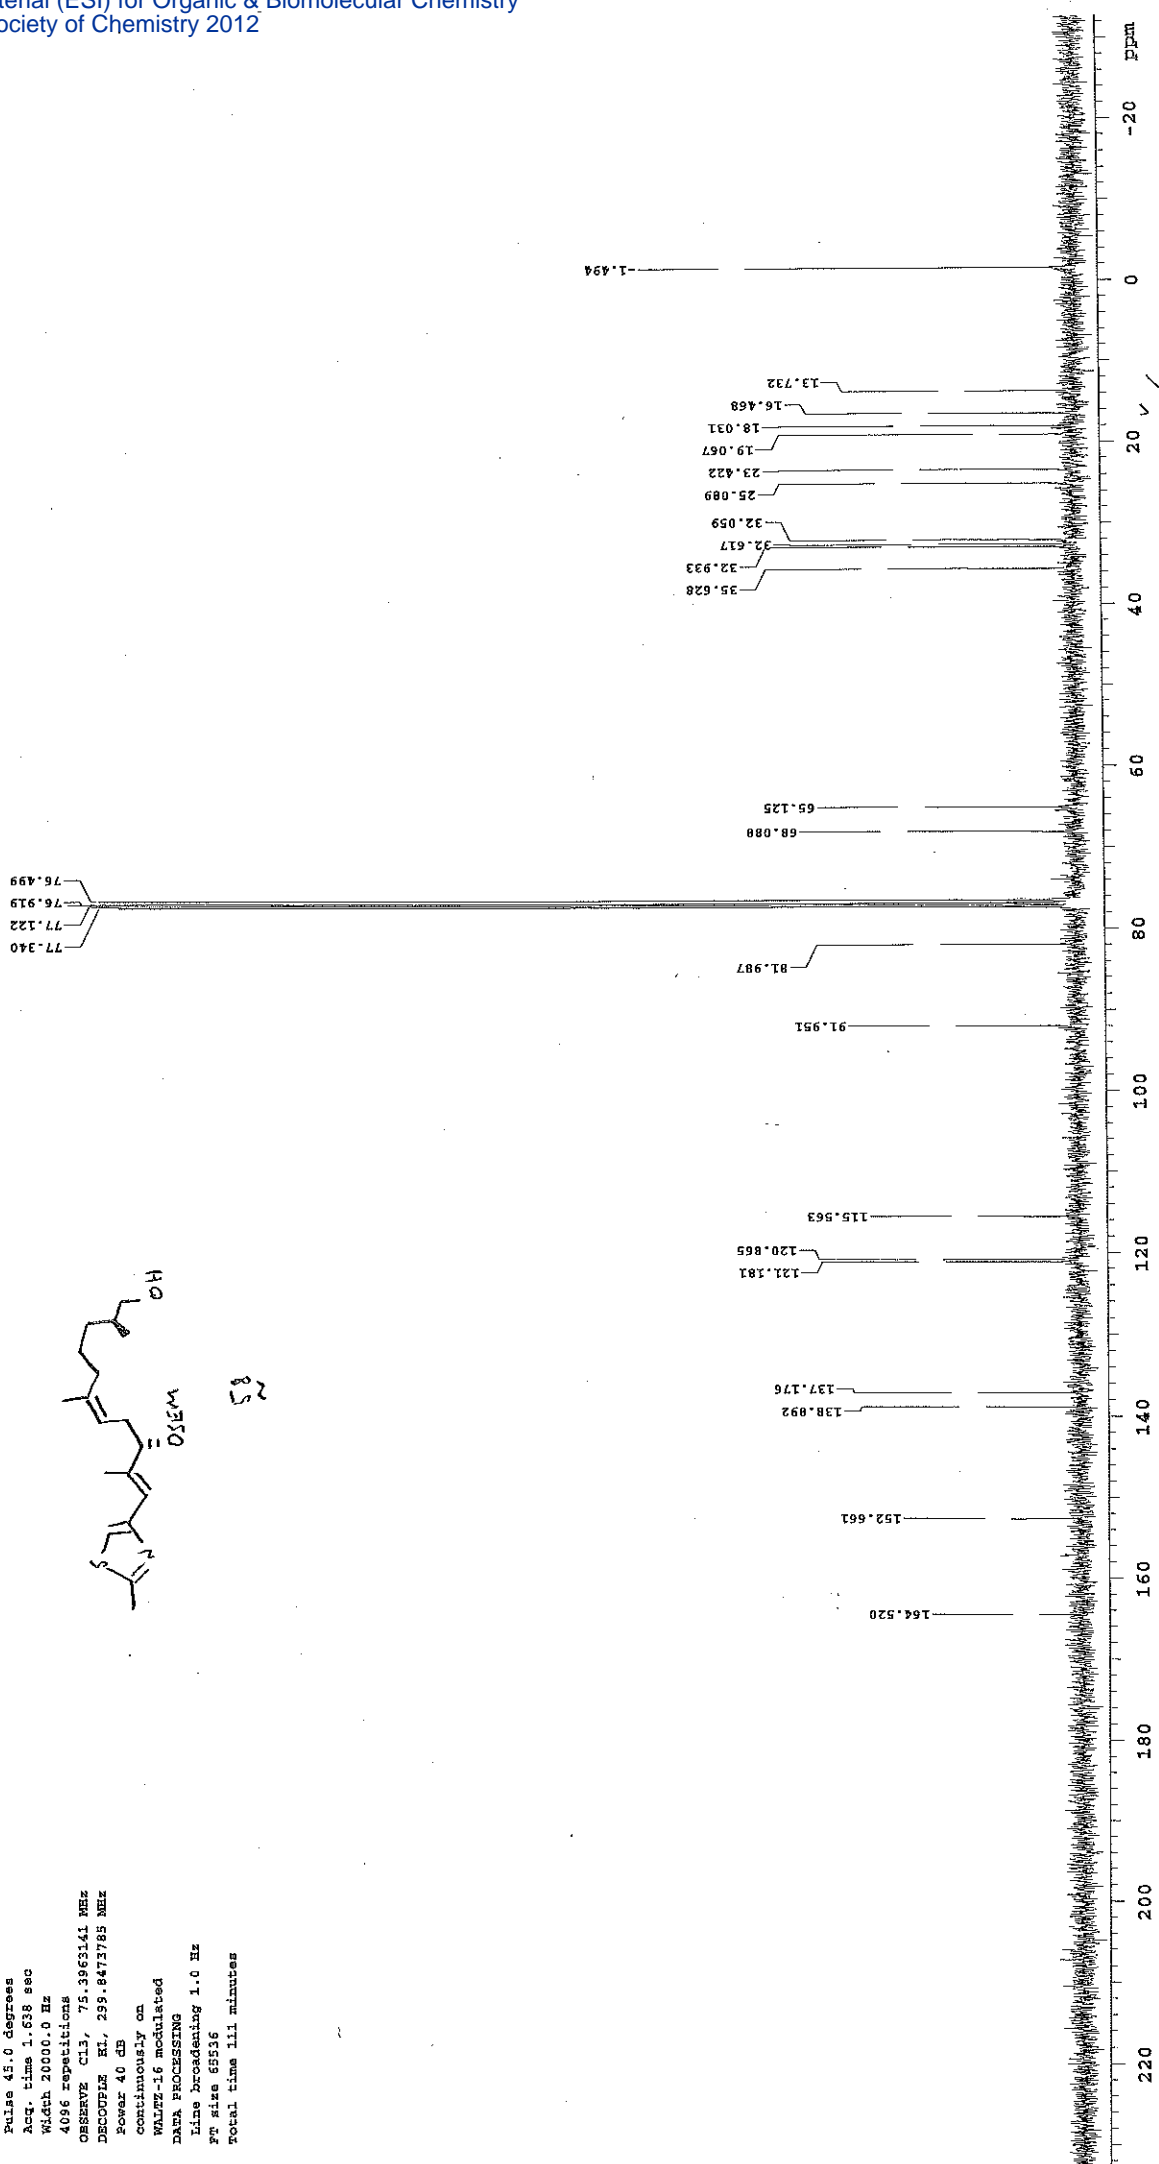 terial (ESI) for Organic & Biomolecular Chemistry
ociety of Chemistry 2012
Pulse 45.0 degrees
Acq. time 1.638 sec
Width 20000.0 Hz
4096 repetitions
OBSERVE C13, 75.3963141 MHz
DECOUPLE H1, 299.8473785 MHz
Power 40 dB
continuously on
WALTZ-16 modulated
DATA PROCESSING
Line broadening 1.0 Hz
FT size 65536
Total time 111 minutes
S
N
OSEM
OH
58
164.520
152.661
138.892
137.176
121.181
120.865
115.563
91.951
81.987
77.340
77.122
76.919
76.499
68.088
65.125
35.628
32.933
32.617
32.059
25.089
23.422
19.067
18.031
16.468
13.732
-1.494
220
200
180
160
140
120
100
80
60
40
20
0
-20
ppm